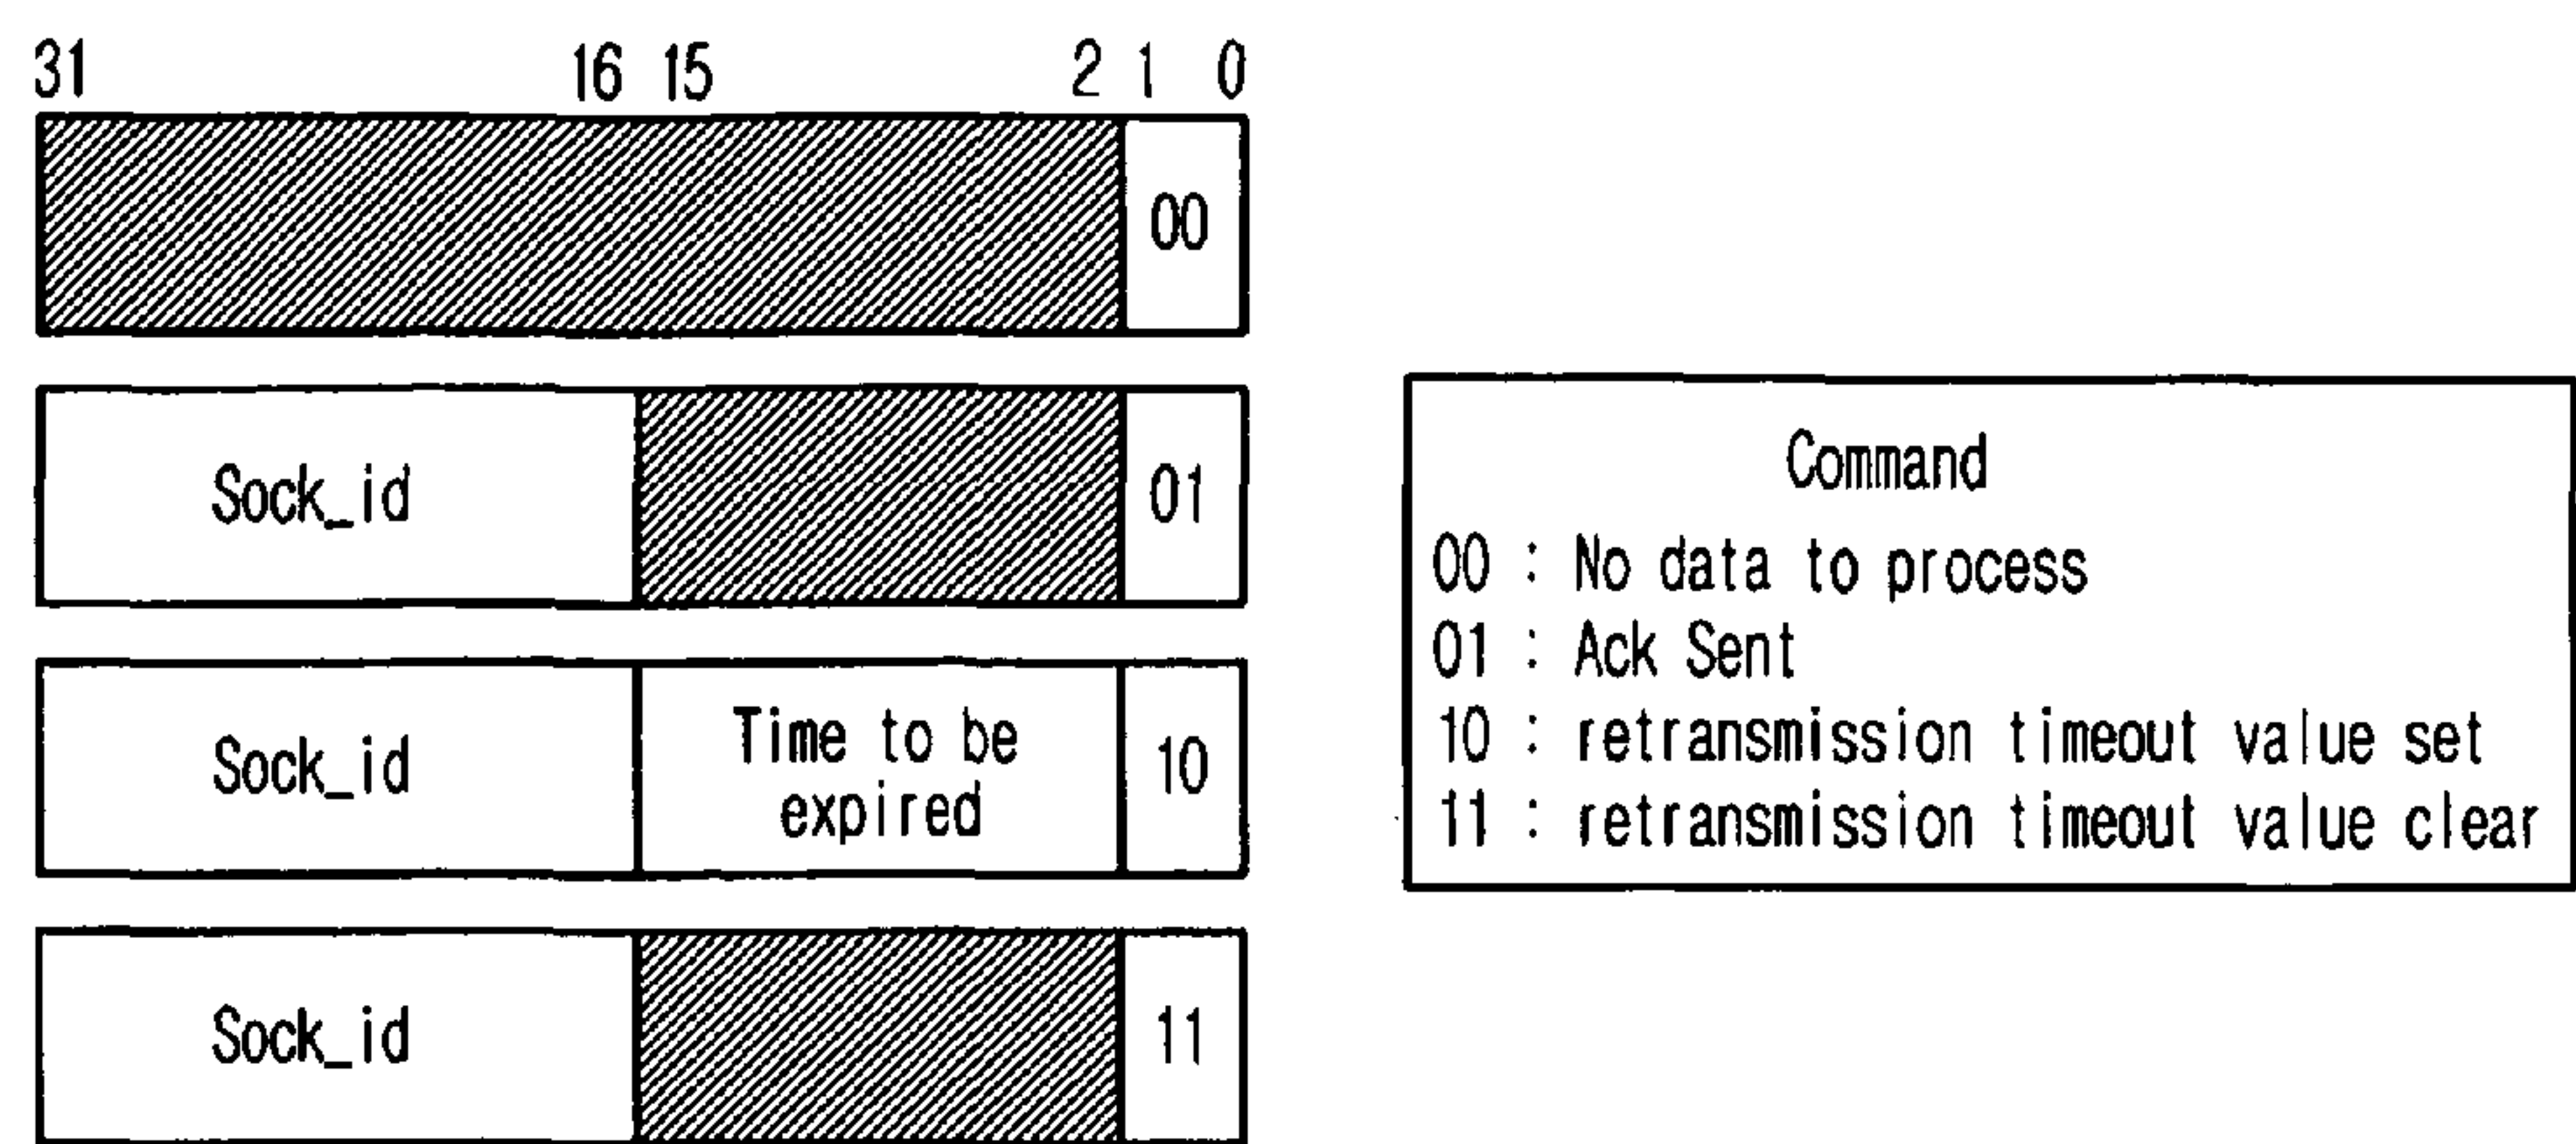 31 16 15 2 1 0
00
Sock_id 01
Sock_id Time to be expired 10
Sock_id 11
Command
00 : No data to process
01 : Ack Sent
10 : retransmission timeout value set
11 : retransmission timeout value clear